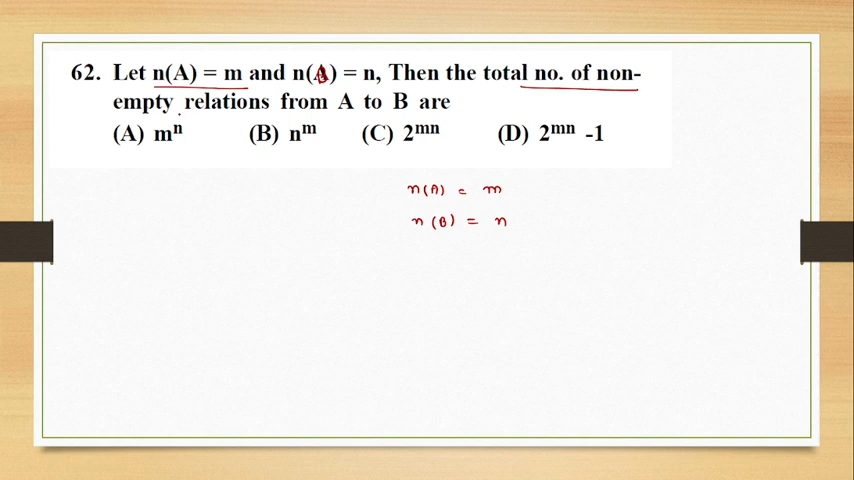 62. Let n(A) = m and n(B) = n, Then the total no. of non-
empty relations from A to B are
(A) mⁿ (B) nᵐ (C) 2ᵐⁿ (D) 2ᵐⁿ -1
n(A) = m
n(B) = n